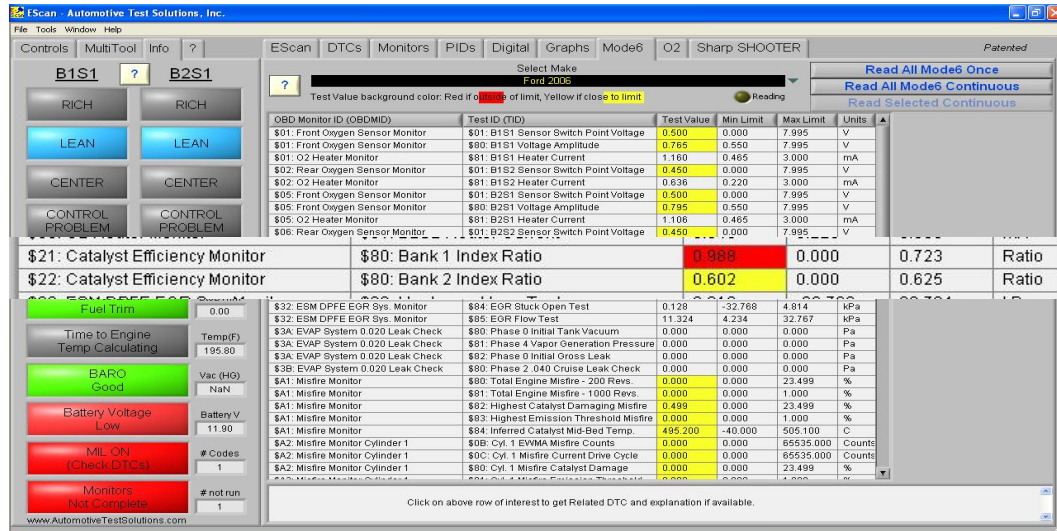 EScan - Automotive Test Solutions, Inc.
File Tools Window Help
Controls MultiTool Info ?
EScan DTCs Monitors PIDs Digital Graphs Mode6 O2 Sharp SHOOTER Patented
B1S1 ? B2S1
RICH RICH
LEAN LEAN
CENTER CENTER
CONTROL PROBLEM CONTROL PROBLEM
?
Select Make
Ford 2006
Test Value background color: Red if outside of limit, Yellow if close to limit
Reading
Read All Mode6 Once
Read All Mode6 Continuous
Read Selected Continuous
OBD Monitor ID (OBDMID) Test ID (TID) Test Value Min Limit Max Limit Units
$01: Front Oxygen Sensor Monitor $01: B1S1 Sensor Switch Point Voltage 0.500 0.000 7.995 V
$01: Front Oxygen Sensor Monitor $80: B1S1 Voltage Amplitude 0.765 0.550 7.995 V
$01: O2 Heater Monitor $81: B1S1 Heater Current 1.160 0.465 3.000 mA
$02: Rear Oxygen Sensor Monitor $01: B1S2 Sensor Switch Point Voltage 0.450 0.000 7.995 V
$02: O2 Heater Monitor $81: B1S2 Heater Current 0.636 0.220 3.000 mA
$05: Front Oxygen Sensor Monitor $01: B2S1 Sensor Switch Point Voltage 0.500 0.000 7.995 V
$05: Front Oxygen Sensor Monitor $80: B2S1 Voltage Amplitude 0.795 0.550 7.995 V
$05: O2 Heater Monitor $81: B2S1 Heater Current 1.106 0.465 3.000 mA
$06: Rear Oxygen Sensor Monitor $01: B2S2 Sensor Switch Point Voltage 0.450 0.000 7.995 V
$21: Catalyst Efficiency Monitor $80: Bank 1 Index Ratio 0.988 0.000 0.723 Ratio
$22: Catalyst Efficiency Monitor $80: Bank 2 Index Ratio 0.602 0.000 0.625 Ratio
Fuel Trim 0.00
Time to Engine Temp Calculating Temp(F) 195.80
BARO Good Vac (HG) NaN
Battery Voltage Low Battery V 11.90
MIL ON (Check DTCs) # Codes 1
Monitors Not Complete # not run 1
www.AutomotiveTestSolutions.com
$32: ESM DPFE EGR Sys. Monitor $84: EGR Stuck Open Test 0.128 -32.768 4.814 kPa
$32: ESM DPFE EGR Sys. Monitor $85: EGR Flow Test 11.324 4.234 32.767 kPa
$3A: EVAP System 0.020 Leak Check $80: Phase 0 Initial Tank Vacuum 0.000 0.000 0.000 Pa
$3A: EVAP System 0.020 Leak Check $81: Phase 4 Vapor Generation Pressure 0.000 0.000 0.000 Pa
$3A: EVAP System 0.020 Leak Check $82: Phase 0 Initial Gross Leak 0.000 0.000 0.000 Pa
$3B: EVAP System 0.020 Leak Check $80: Phase 2 .040 Cruise Leak Check 0.000 0.000 0.000 Pa
$A1: Misfire Monitor $80: Total Engine Misfire - 200 Revs. 0.000 0.000 23.499 %
$A1: Misfire Monitor $81: Total Engine Misfire - 1000 Revs. 0.000 0.000 1.000 %
$A1: Misfire Monitor $82: Highest Catalyst Damaging Misfire 0.499 0.000 23.499 %
$A1: Misfire Monitor $83: Highest Emission Threshold Misfire 0.000 0.000 1.000 %
$A1: Misfire Monitor $84: Inferred Catalyst Mid-Bed Temp. 495.200 -40.000 505.100 C
$A2: Misfire Monitor Cylinder 1 $0B: Cyl. 1 EWMA Misfire Counts 0.000 0.000 65535.000 Counts
$A2: Misfire Monitor Cylinder 1 $0C: Cyl. 1 Misfire Current Drive Cycle 0.000 0.000 65535.000 Counts
$A2: Misfire Monitor Cylinder 1 $80: Cyl. 1 Misfire Catalyst Damage 0.000 0.000 23.499 %
Click on above row of interest to get Related DTC and explanation if available.